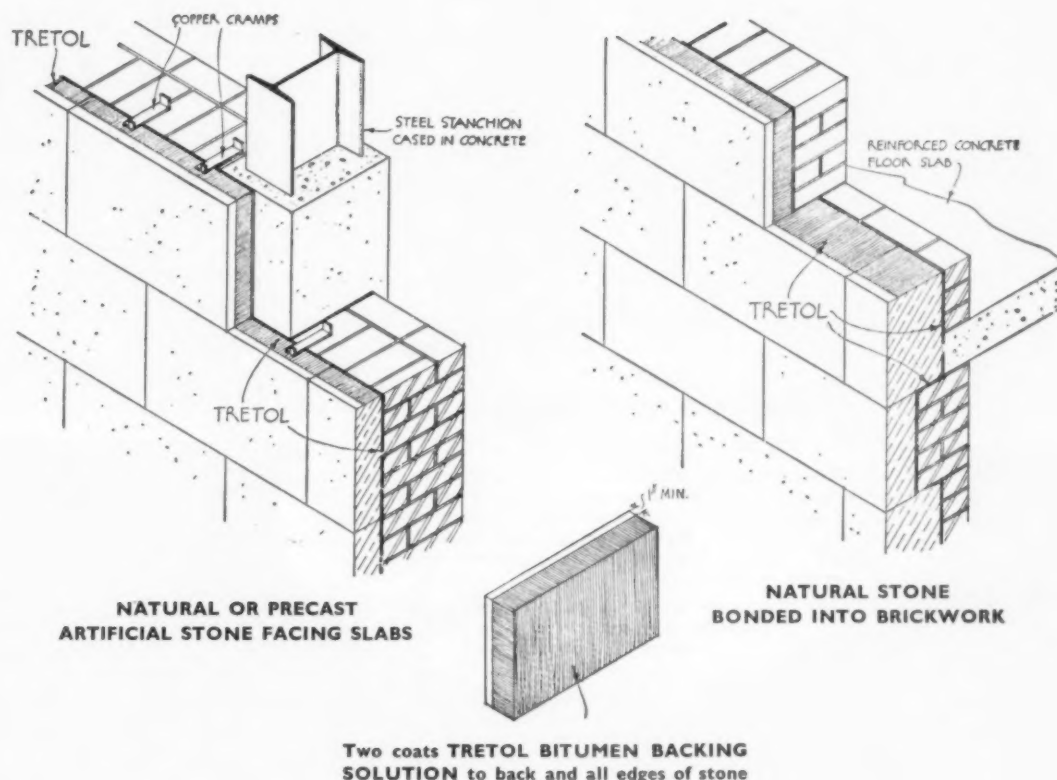 COPPER CRAMPS
TRETOL
STEEL STANCHION
CASED IN CONCRETE
TRETOL
NATURAL OR PRECAST
ARTIFICIAL STONE FACING SLABS
REINFORCED CONCRETE
FLOOR SLAB
TRETOL
NATURAL STONE
BONDED INTO BRICKWORK
1" MIN.
Two coats TRETOL BITUMEN BACKING
SOLUTION to back and all edges of stone